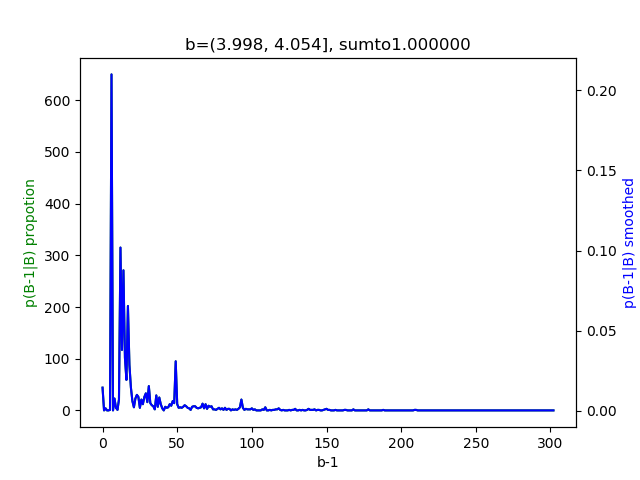 b=(3.998, 4.054], sumto1.000000
600
500
400
300
200
100
0
p(B-1|B) propotion
0.20
0.15
0.10
0.05
0.00
p(B-1|B) smoothed
0 50 100 150 200 250 300
b-1